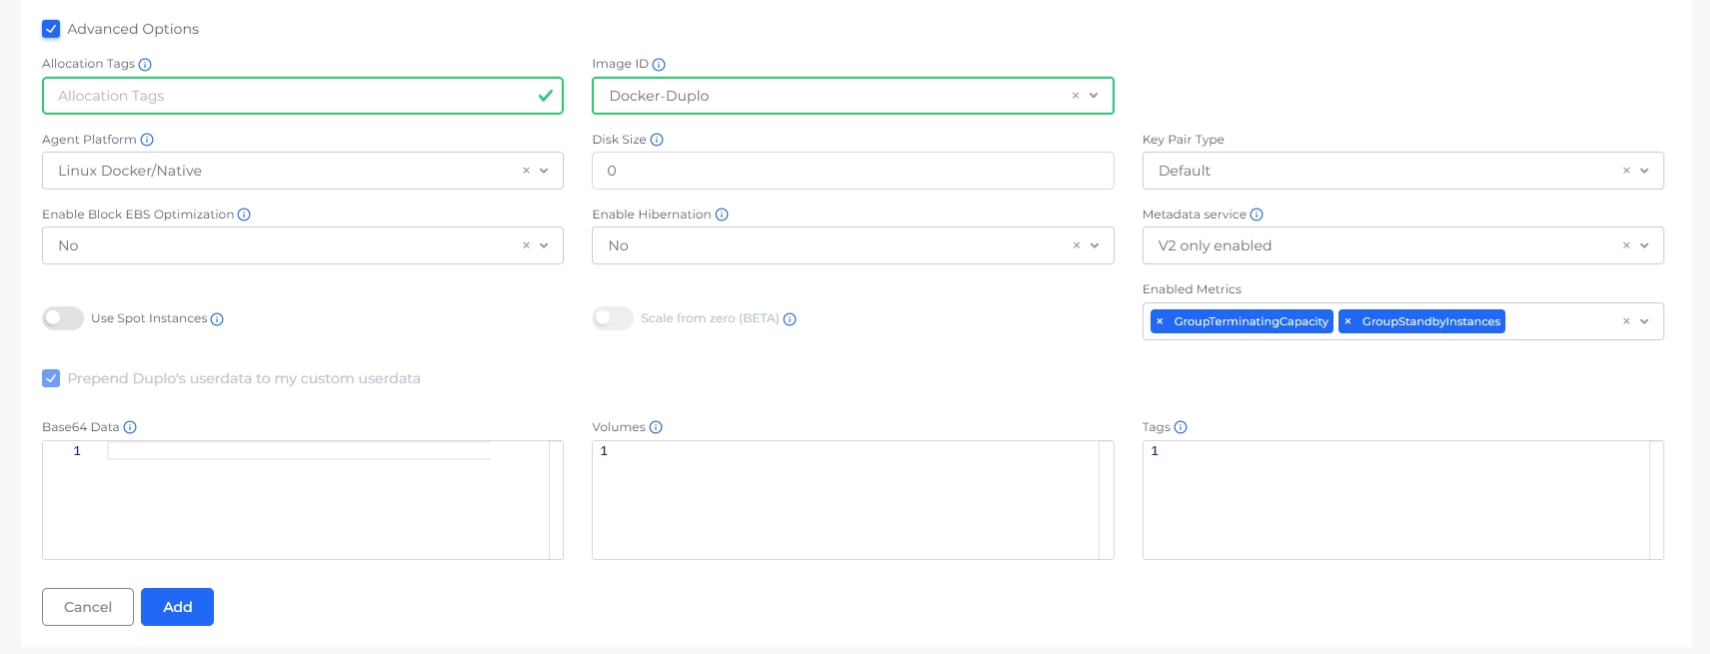 Advanced Options
Allocation Tags
Image ID
Allocation Tags
Docker-Duplo
Agent Platform
Disk Size
Key Pair Type
Linux Docker/Native
0
Default
Enable Block EBS Optimization
Enable Hibernation
Metadata service
No
No
V2 only enabled
Enabled Metrics
Use Spot Instances
Scale from zero (BETA)
× GroupTerminatingCapacity × GroupStandbyInstances
Prepend Duplo's userdata to my custom userdata
Base64 Data
Volumes
Tags
1
1
1
Cancel
Add